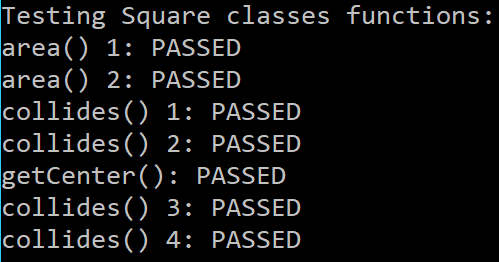 Testing Square classes functions:
area() 1: PASSED
area() 2: PASSED
collides() 1: PASSED
collides() 2: PASSED
getCenter(): PASSED
collides() 3: PASSED
collides() 4: PASSED